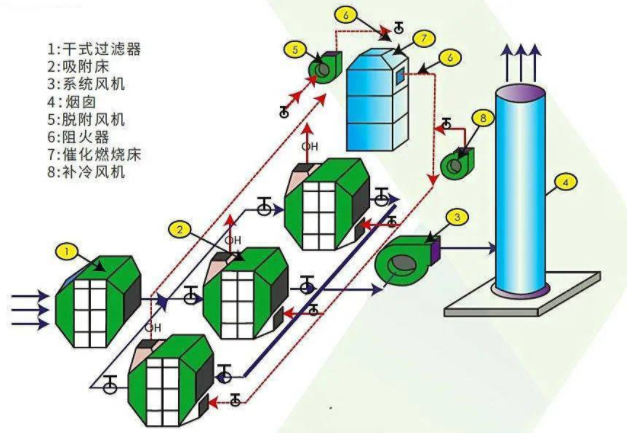 1:干式过滤器
2:吸附床
3:系统风机
4:烟囱
5:脱附风机
6:阻火器
7:催化燃烧床
8:补冷风机
6
7
5
6
8
OH
2
OH
3
4
1
OH